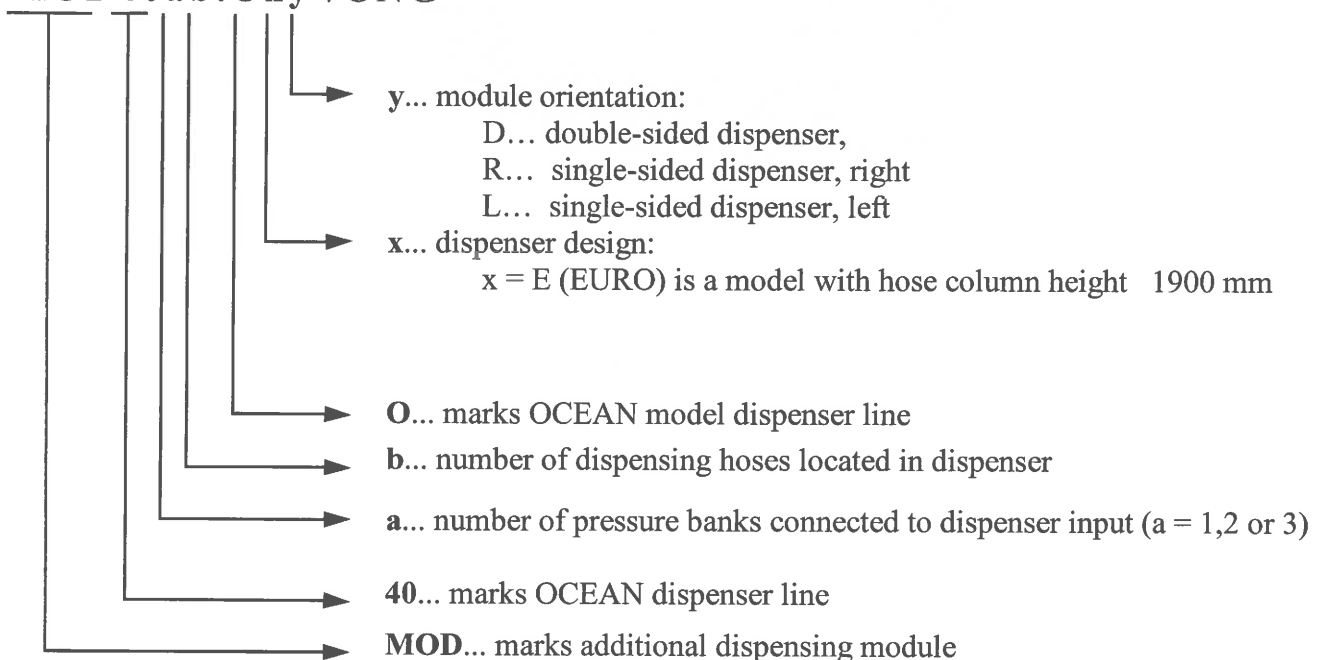 y... module orientation:
D... double-sided dispenser,
R... single-sided dispenser, right
L... single-sided dispenser, left
x... dispenser design:
x = E (EURO) is a model with hose column height 1900 mm
O... marks OCEAN model dispenser line
b... number of dispensing hoses located in dispenser
a... number of pressure banks connected to dispenser input (a = 1,2 or 3)
40... marks OCEAN dispenser line
MOD... marks additional dispensing module